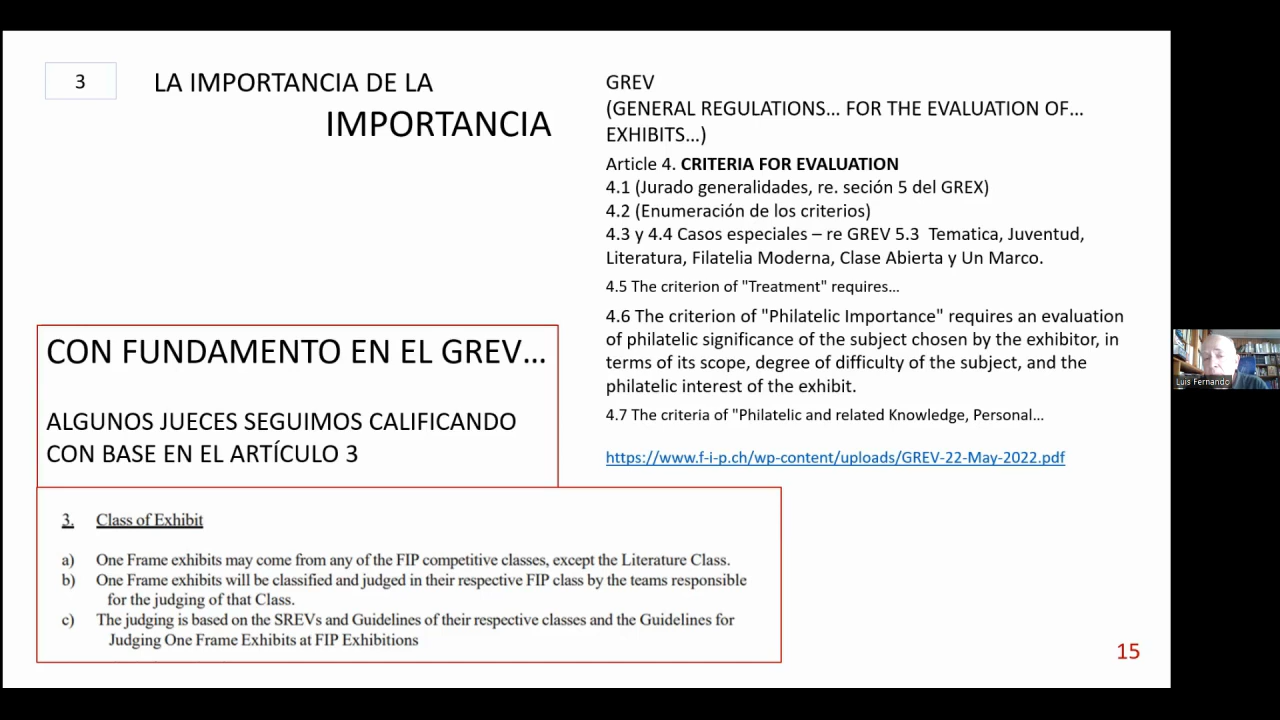 3
LA IMPORTANCIA DE LA
IMPORTANCIA
GREV
(GENERAL REGULATIONS... FOR THE EVALUATION OF...
EXHIBITS...)
Article 4. CRITERIA FOR EVALUATION
4.1 (Jurado generalidades, re. seción 5 del GREX)
4.2 (Enumeración de los criterios)
4.3 y 4.4 Casos especiales – re GREV 5.3  Tematica, Juventud,
Literatura, Filatelia Moderna, Clase Abierta y Un Marco.
4.5 The criterion of "Treatment" requires...
4.6 The criterion of "Philatelic Importance" requires an evaluation
of philatelic significance of the subject chosen by the exhibitor, in
terms of its scope, degree of difficulty of the subject, and the
philatelic interest of the exhibit.
4.7 The criteria of "Philatelic and related Knowledge, Personal...
https://www.f-i-p.ch/wp-content/uploads/GREV-22-May-2022.pdf
CON FUNDAMENTO EN EL GREV...
ALGUNOS JUECES SEGUIMOS CALIFICANDO
CON BASE EN EL ARTÍCULO 3
3. Class of Exhibit
a) One Frame exhibits may come from any of the FIP competitive classes, except the Literature Class.
b) One Frame exhibits will be classified and judged in their respective FIP class by the teams responsible
for the judging of that Class.
c) The judging is based on the SREVs and Guidelines of their respective classes and the Guidelines for
Judging One Frame Exhibits at FIP Exhibitions
15
Luis Fernando